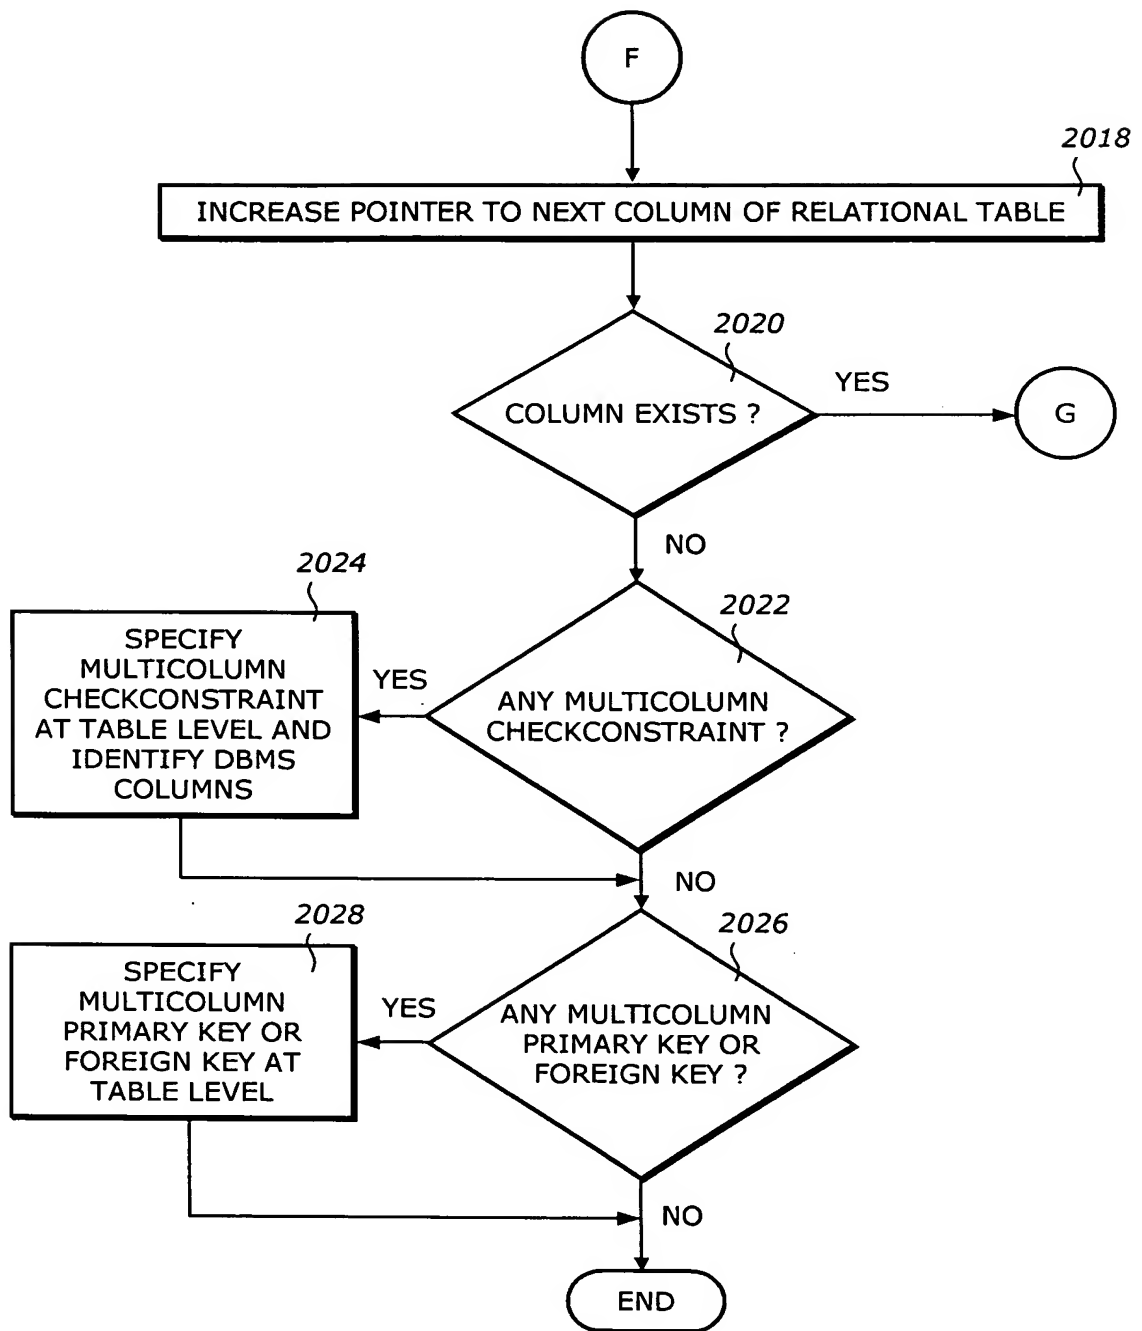 F
2018
INCREASE POINTER TO NEXT COLUMN OF RELATIONAL TABLE
2020
COLUMN EXISTS ?
YES
G
NO
2024
SPECIFY
MULTICOLUMN
CHECKCONSTRAINT
AT TABLE LEVEL AND
IDENTIFY DBMS
COLUMNS
YES
2022
ANY MULTICOLUMN
CHECKCONSTRAINT ?
NO
2028
SPECIFY
MULTICOLUMN
PRIMARY KEY OR
FOREIGN KEY AT
TABLE LEVEL
YES
2026
ANY MULTICOLUMN
PRIMARY KEY OR
FOREIGN KEY ?
NO
END